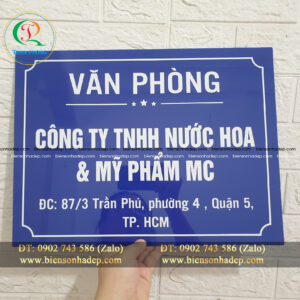 VĂN PHÒNG
CÔNG TY TNHH NƯỚC HOA
& MỸ PHẨM MC
ĐC: 87/3 Trần Phú, phường 4 , Quận 5,
TP. HCM
ĐT: 0902 743 586 (Zalo) ĐT: 0902 743 586 (Zalo)
www.biensonhadep.com www.biensonhadep.com